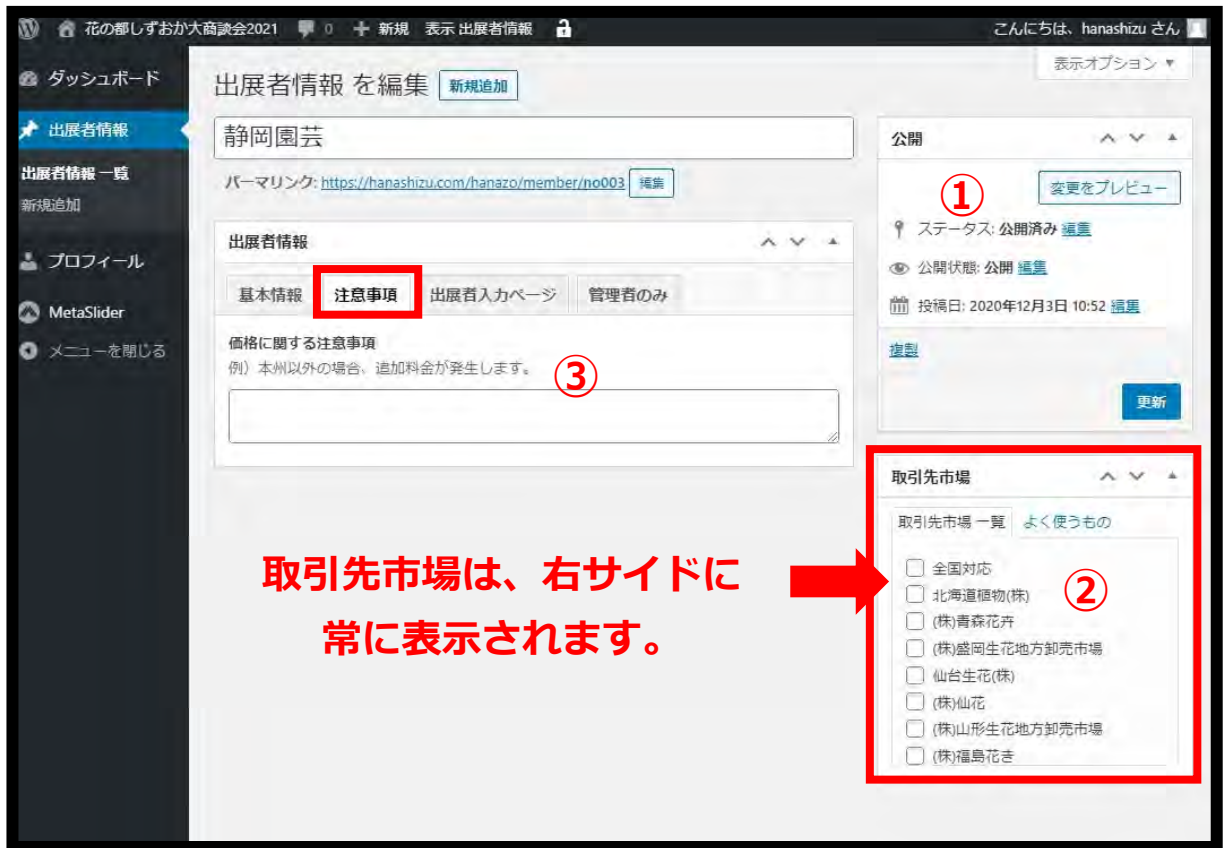 花の都しずおか大商談会2021 0 新規 表示 出展者情報 こんにちは、hanashizu さん
ダッシュボード
出展者情報
出展者情報 一覧
新規追加
プロフィール
MetaSlider
メニューを閉じる
表示オプション ▼
出展者情報 を編集 新規追加
静岡園芸
パーマリンク: https://hanashizu.com/hanazo/member/no003 編集
出展者情報
基本情報 注意事項 出展者入力ページ 管理者のみ
価格に関する注意事項
例）本州以外の場合、追加料金が発生します。
③
公開
①
変更をプレビュー
ステータス: 公開済み 編集
公開状態: 公開 編集
投稿日: 2020年12月3日 10:52 編集
複製
更新
取引先市場
取引先市場 一覧 よく使うもの
全国対応
北海道植物(株)
②
(株)青森花卉
(株)盛岡生花地方卸売市場
仙台生花(株)
(株)仙花
(株)山形生花地方卸売市場
(株)福島花き
取引先市場は、右サイドに
常に表示されます。